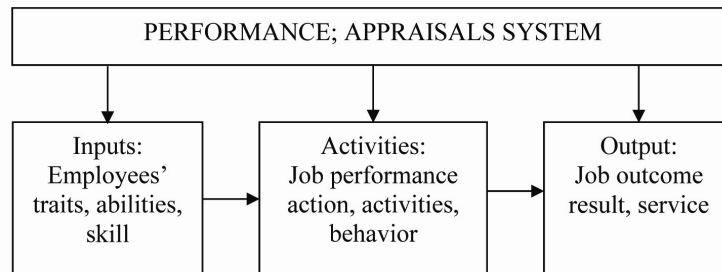 PERFORMANCE; APPRAISALS SYSTEM
Inputs:
Employees’
traits, abilities,
skill
Activities:
Job performance
action, activities,
behavior
Output:
Job outcome
result, service